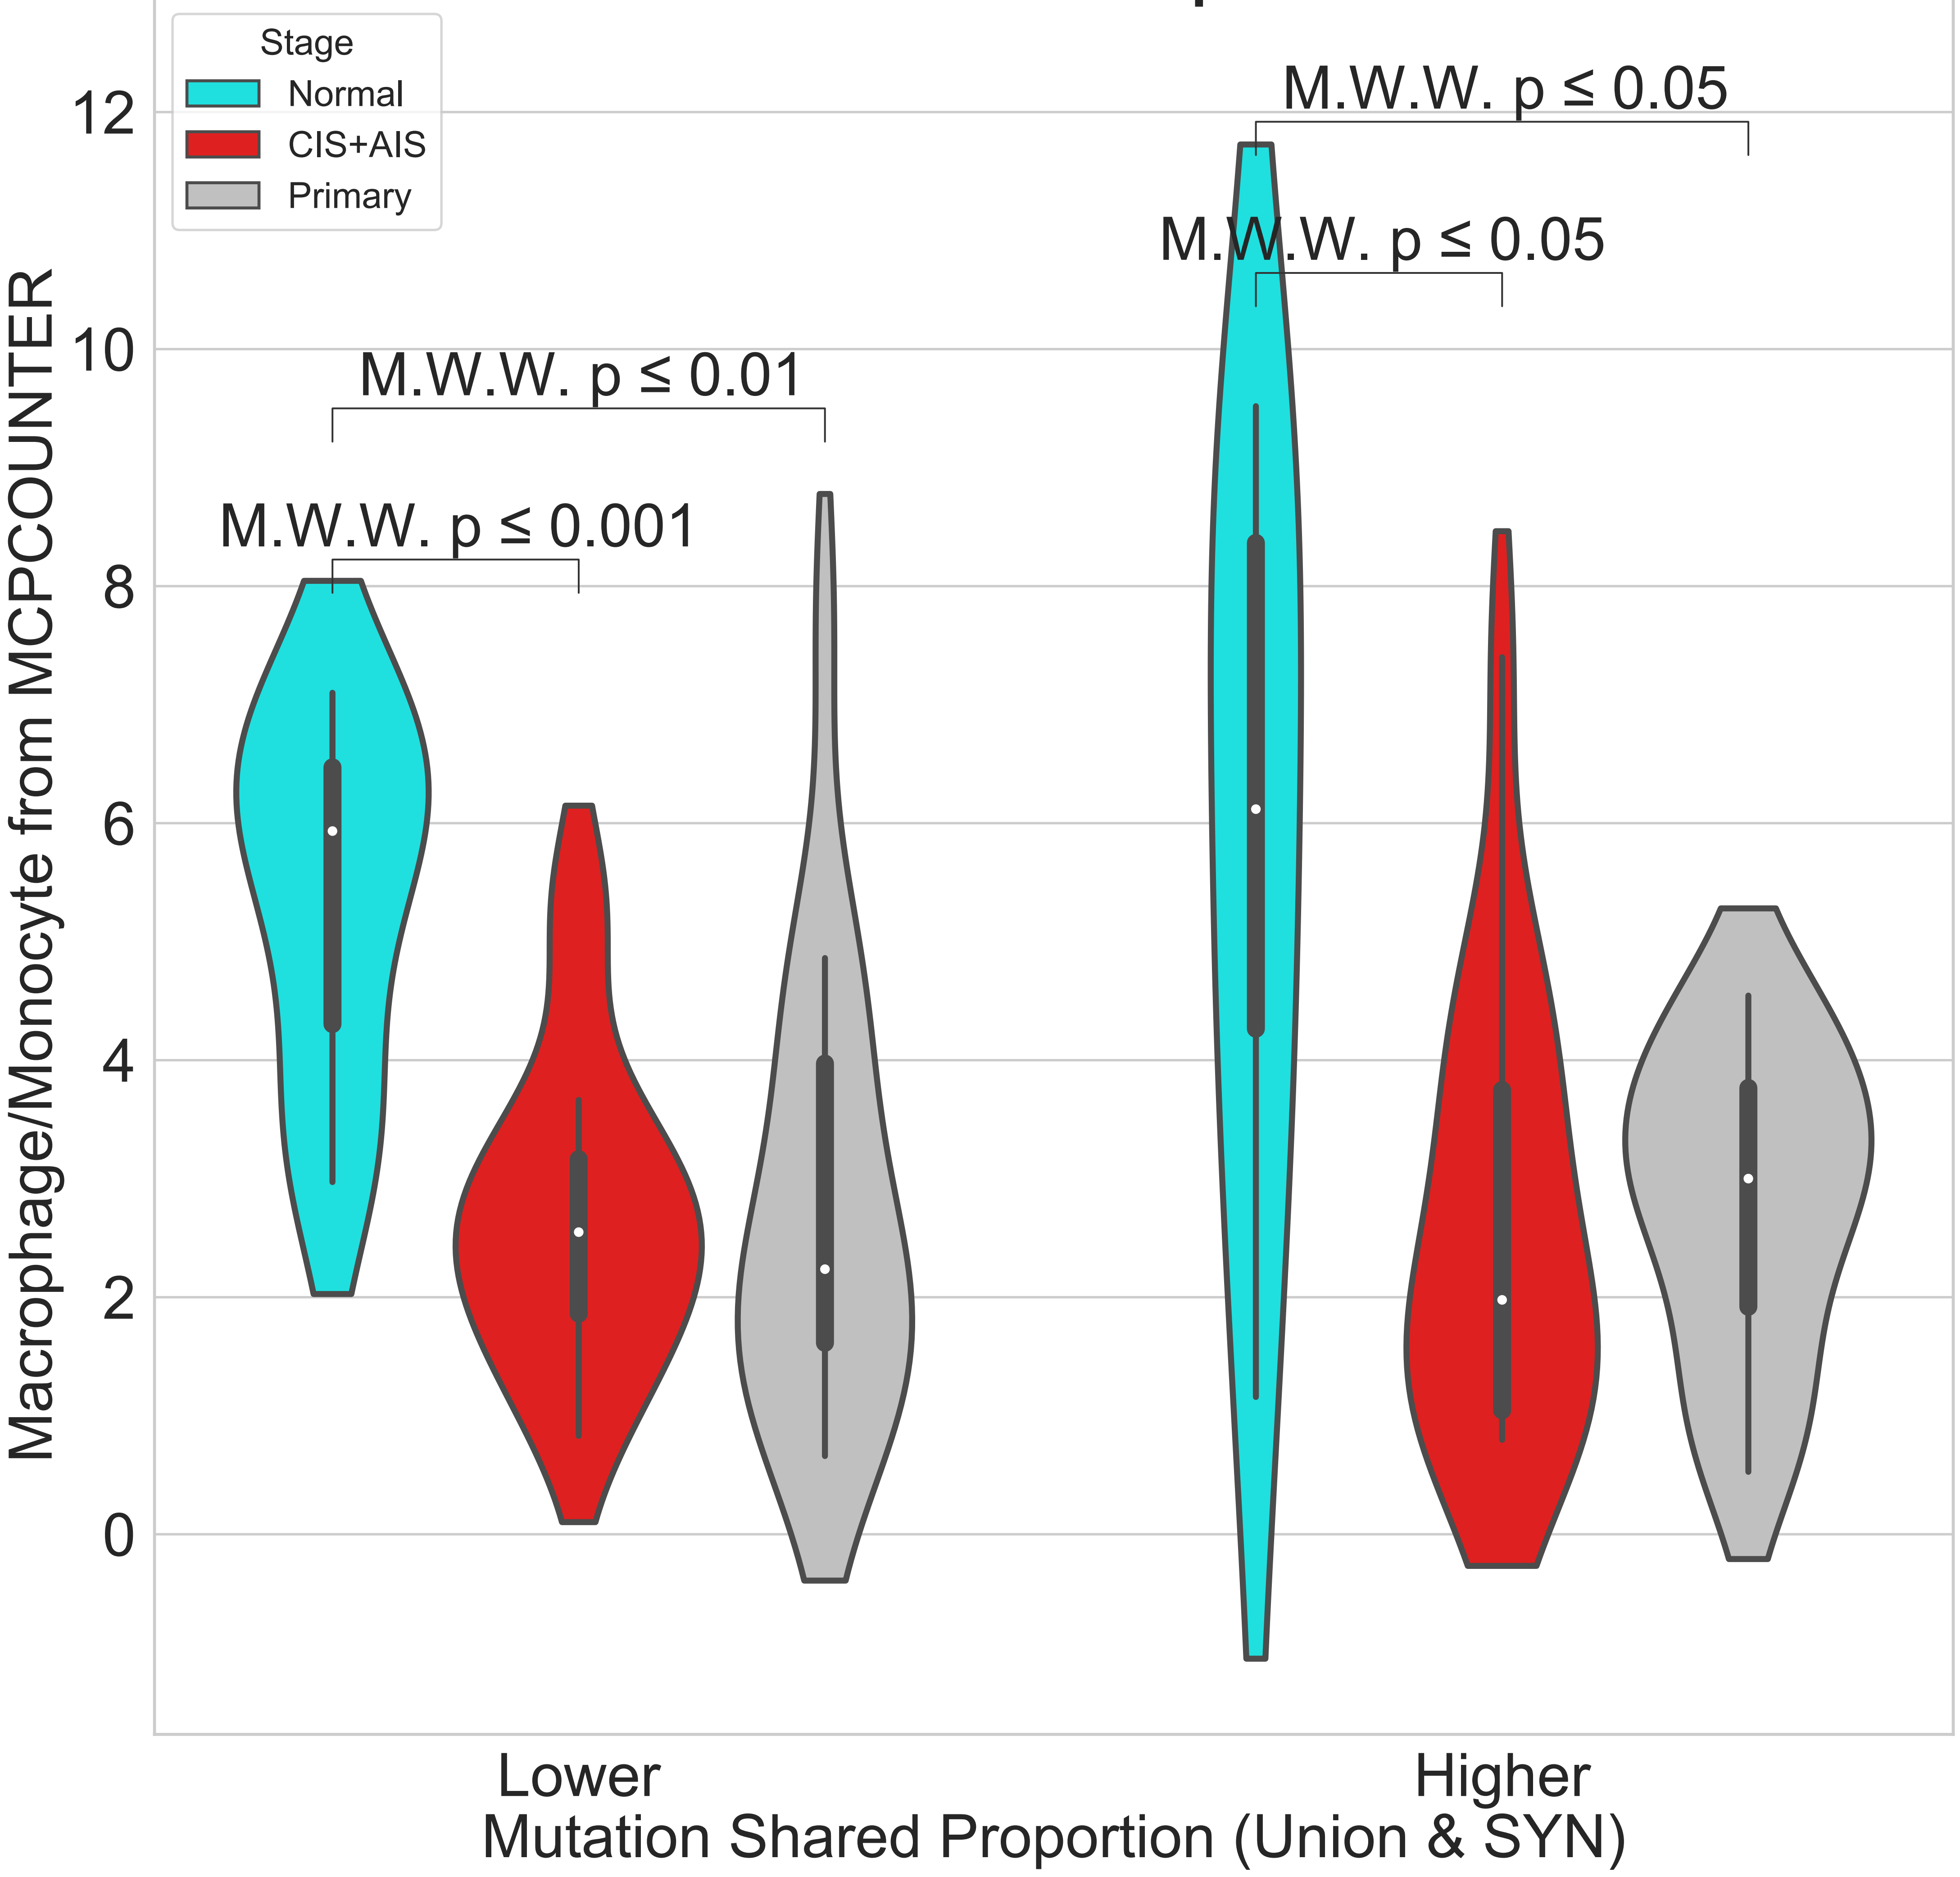 Stage
Normal
CIS+AIS
Primary
M.W.W. p ≤ 0.05
M.W.W. p ≤ 0.05
M.W.W. p ≤ 0.01
M.W.W. p ≤ 0.001
12
10
8
6
4
2
0
Macrophage/Monocyte from MCPCOUNTER
Lower
Higher
Mutation Shared Proportion (Union & SYN)